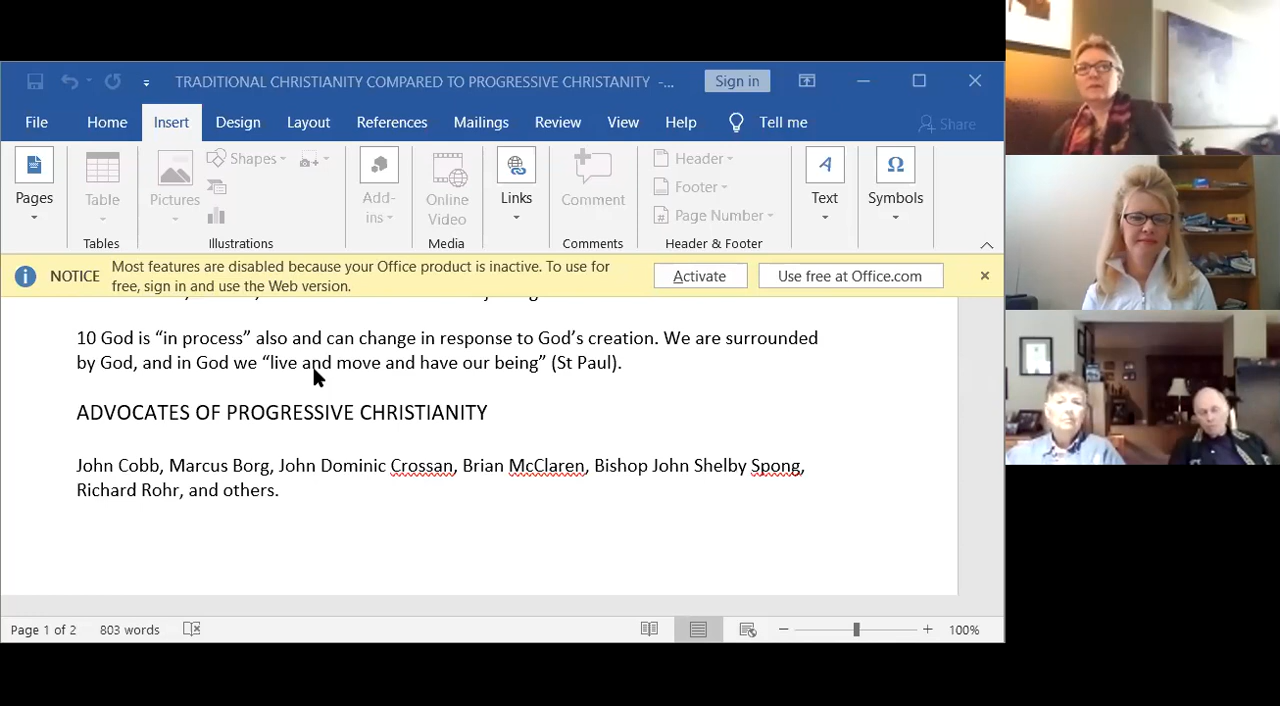 TRADITIONAL CHRISTIANITY COMPARED TO PROGRESSIVE CHRISTANITY -...
Sign in
File Home Insert Design Layout References Mailings Review View Help Tell me Share
Pages
Table
Pictures
Shapes
Add-
ins
Online
Video
Links
Comment
Header
Footer
Page Number
Text
Symbols
Tables Illustrations Media Comments Header & Footer
NOTICE
Most features are disabled because your Office product is inactive. To use for
free, sign in and use the Web version.
Activate
Use free at Office.com
10 God is “in process” also and can change in response to God’s creation. We are surrounded
by God, and in God we “live and move and have our being” (St Paul).
ADVOCATES OF PROGRESSIVE CHRISTIANITY
John Cobb, Marcus Borg, John Dominic Crossan, Brian McClaren, Bishop John Shelby Spong,
Richard Rohr, and others.
Page 1 of 2 803 words 100%